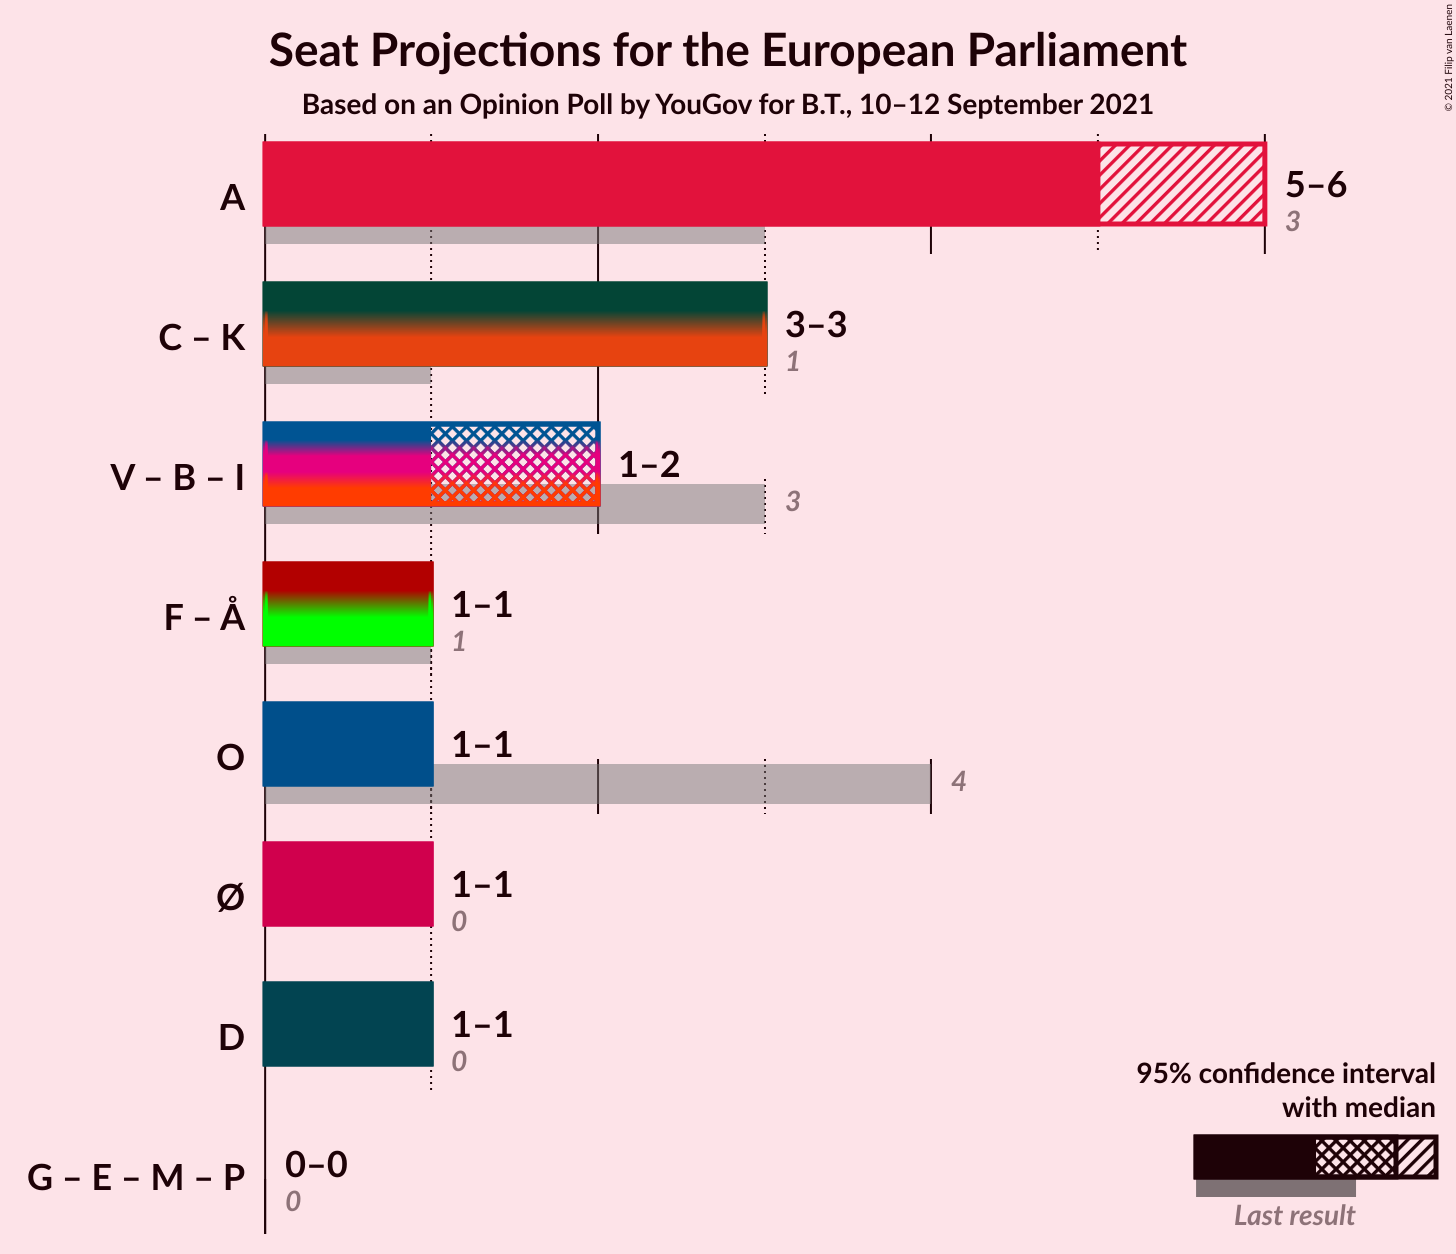 Seat Projections for the European Parliament
Based on an Opinion Poll by YouGov for B.T., 10–12 September 2021
© 2021 Filip van Laenen
A
5–6
3
C – K
3–3
1
V – B – I
1–2
3
F – Å
1–1
1
O
1–1
4
Ø
1–1
0
D
1–1
0
G – E – M – P
0–0
0
95% confidence interval
with median
Last result